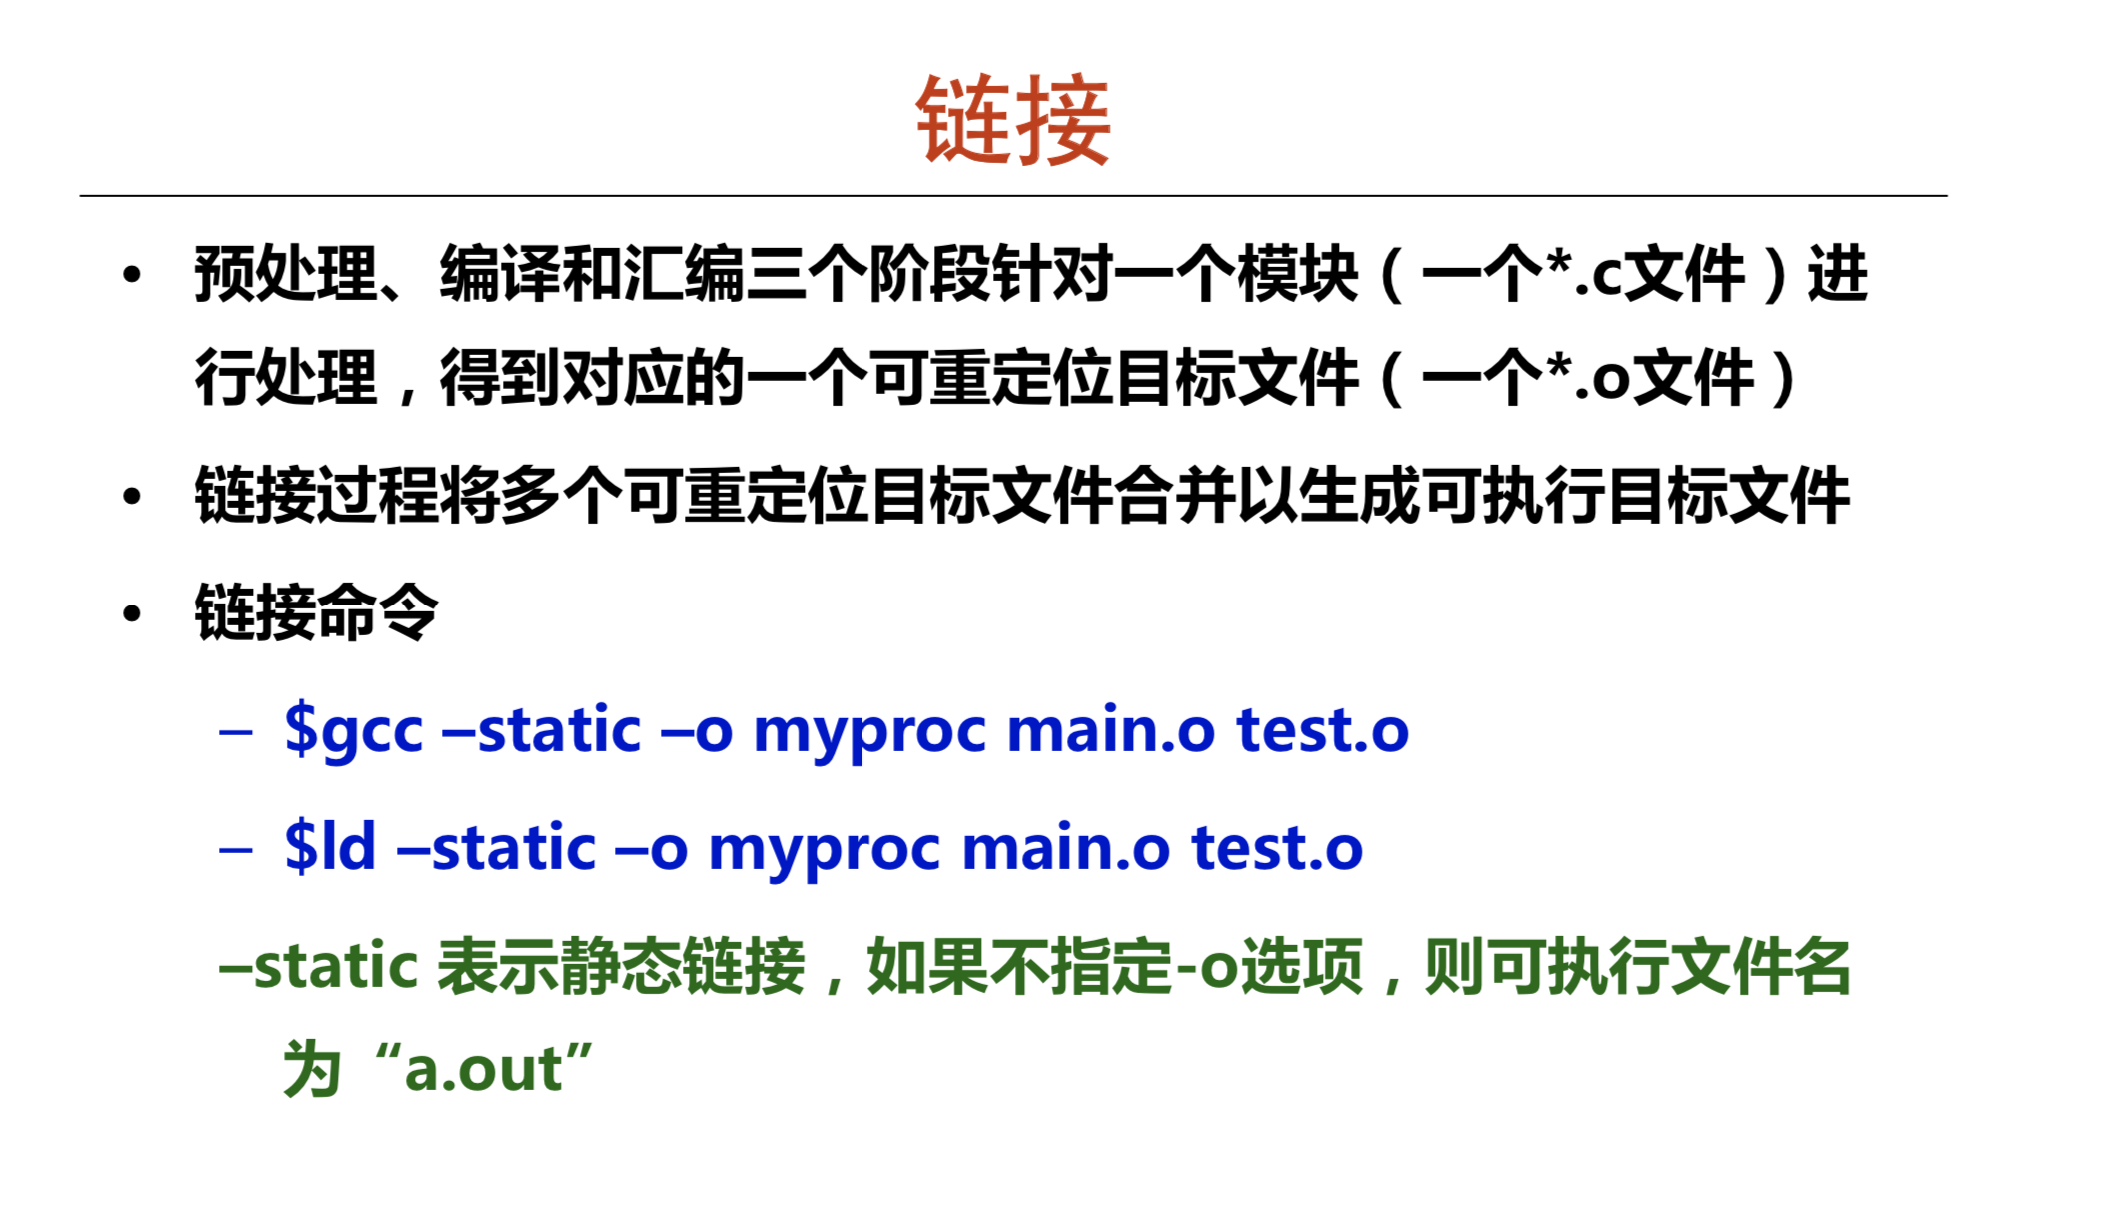 链接
• 预处理、编译和汇编三个阶段针对一个模块（一个*.c文件）进
行处理，得到对应的一个可重定位目标文件（一个*.o文件）
• 链接过程将多个可重定位目标文件合并以生成可执行目标文件
• 链接命令
– $gcc –static –o myproc main.o test.o
– $ld –static –o myproc main.o test.o
–static 表示静态链接，如果不指定-o选项，则可执行文件名
为“a.out”